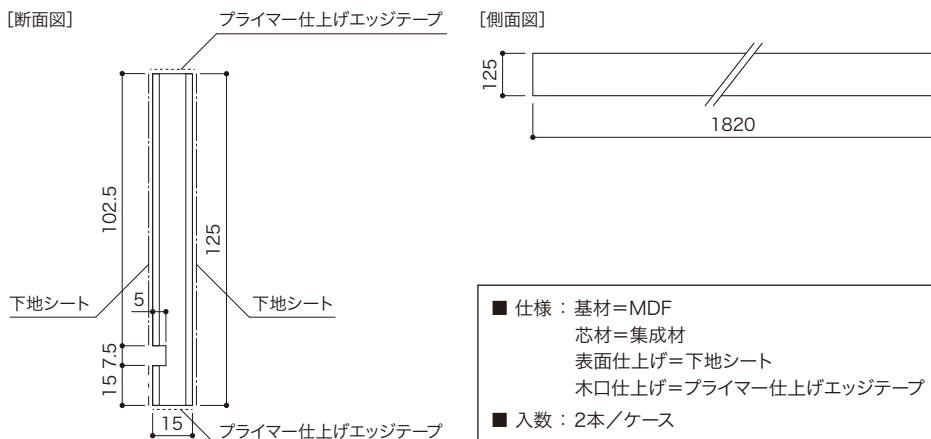 [断面図]
プライマー仕上げエッジテープ
102.5
125
下地シート
5
下地シート
7.5
15
15
プライマー仕上げエッジテープ
[側面図]
125
1820
■ 仕様：基材＝MDF
芯材＝集成材
表面仕上げ＝下地シート
木口仕上げ＝プライマー仕上げエッジテープ
■ 入数：2本／ケース